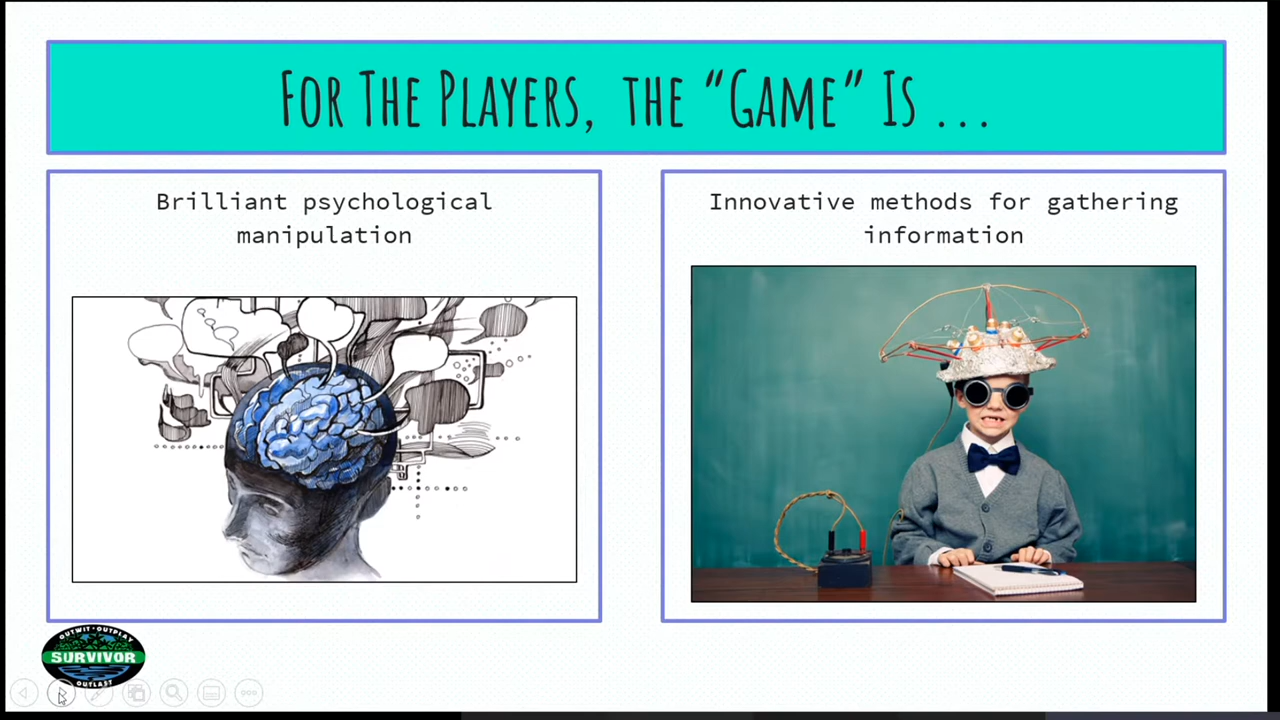 For The Players, the “Game” Is ...
Brilliant psychological
manipulation
Innovative methods for gathering
information
OUTWIT • OUTPLAY
SURVIVOR
OUTLAST